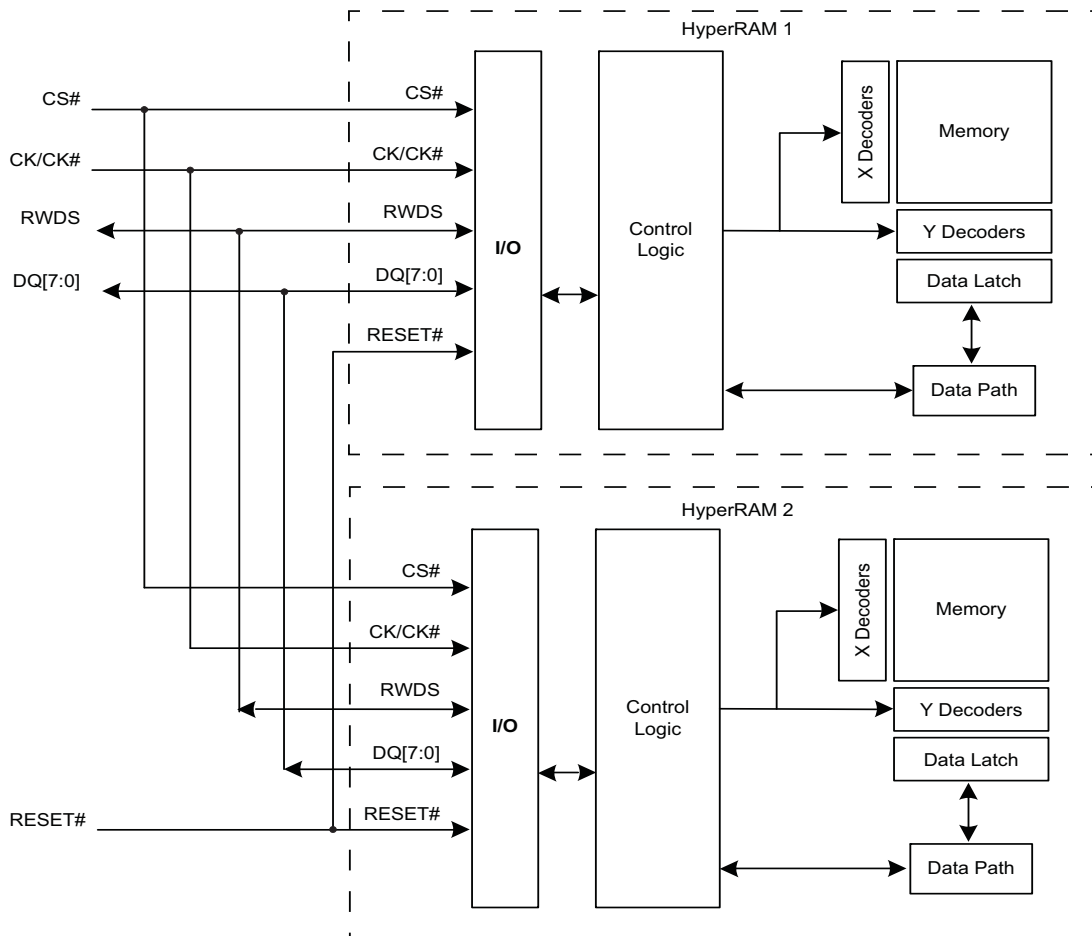 HyperRAM 1
CS#
CS#
CK/CK#
CK/CK#
RWDS
RWDS
DQ[7:0]
DQ[7:0]
RESET#
I/O
Control
Logic
X Decoders
Memory
Y Decoders
Data Latch
Data Path
HyperRAM 2
CS#
CK/CK#
RWDS
DQ[7:0]
RESET#
RESET#
I/O
Control
Logic
X Decoders
Memory
Y Decoders
Data Latch
Data Path